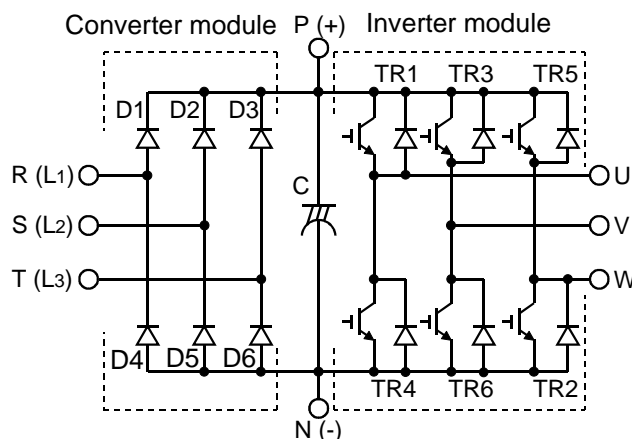 P (+)
Converter module
Inverter module
TR1
TR3
TR5
D1
D2
D3
R (L1)
U
C
S (L2)
V
T (L3)
W
D4
D5
D6
TR4
TR6
TR2
N (-)